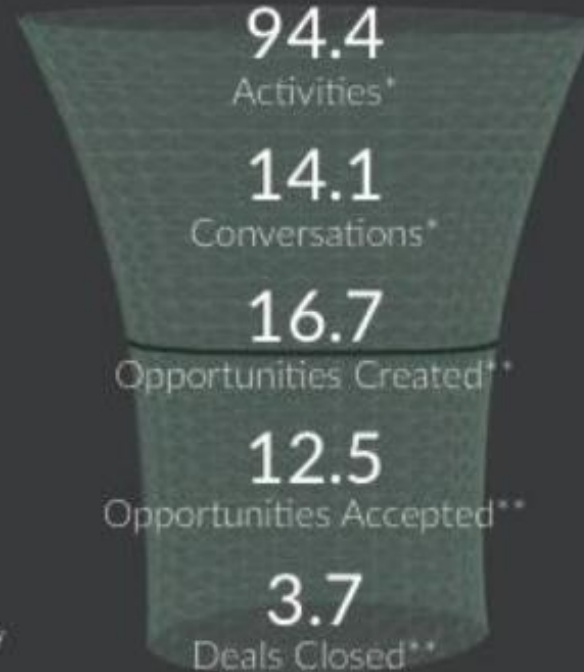 94.4
Activities*
14.1
Conversations*
16.7
Opportunities Created**
12.5
Opportunities Accepted**
3.7
Deals Closed**